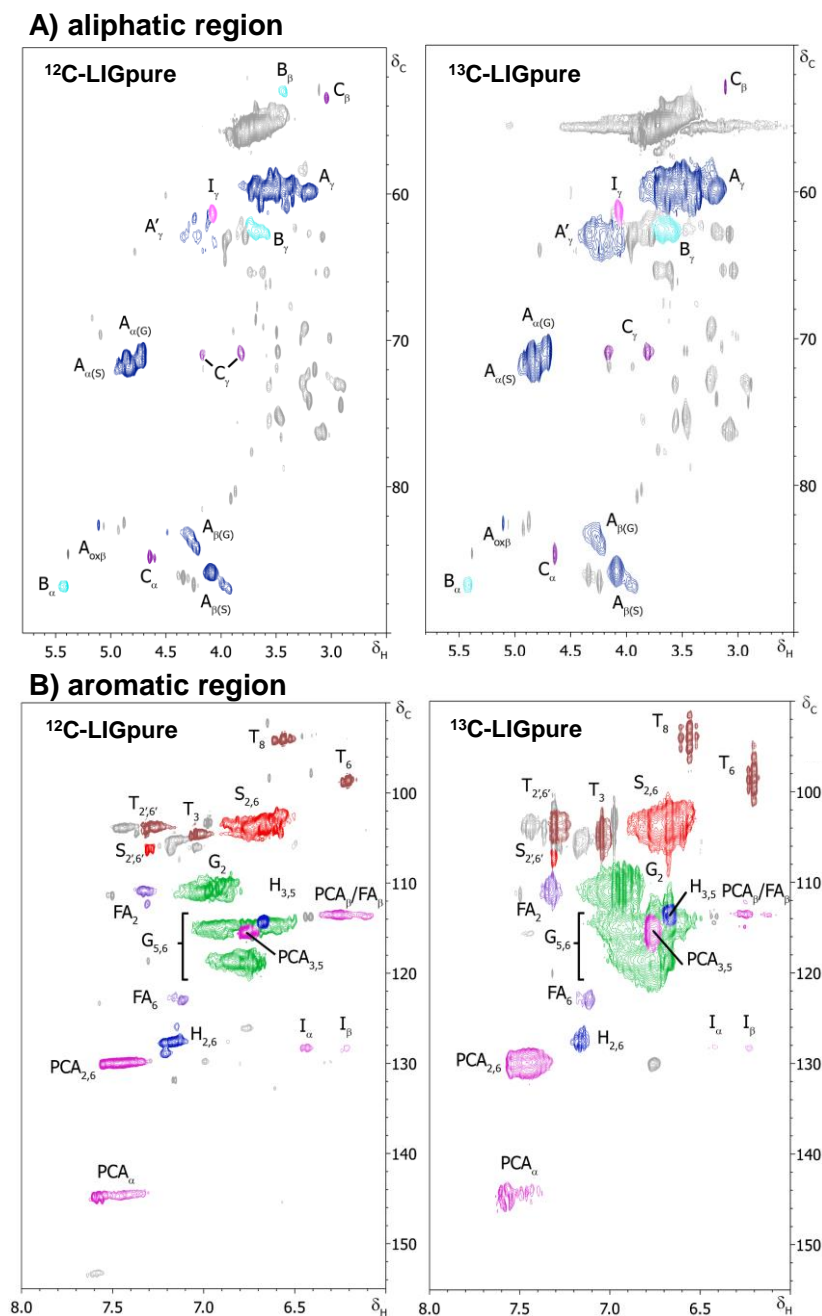 A) aliphatic region
¹²C-LIGpure
Bβ
Cβ
Iγ
Aγ
A'γ
Bγ
Aα(G)
Aα(S)
Cγ
Aoxβ
Aβ(G)
Bα
Cα
Aβ(S)
5.5 5.0 4.5 4.0 3.5 3.0
δH
δC
60
70
80
¹³C-LIGpure
Cβ
Iγ
Aγ
A'γ
Bγ
Aα(G)
Aα(S)
Cγ
Aoxβ
Aβ(G)
Bα
Cα
Aβ(S)
5.5 5.0 4.5 4.0 3.5 3.0
δH
δC
60
70
80
B) aromatic region
¹²C-LIGpure
T8
T6
T2',6'
T3
S2,6
S2',6'
G2
FA2
H3,5
PCAβ/FAβ
G5,6
PCA3,5
FA6
H2,6
Iα
Iβ
PCA2,6
PCAα
8.0 7.5 7.0 6.5
δH
δC
100
110
120
130
140
150
¹³C-LIGpure
T8
T6
T2',6'
T3
S2,6
S2',6'
G2
FA2
H3,5
PCAβ/FAβ
G5,6
PCA3,5
FA6
H2,6
Iα
Iβ
PCA2,6
PCAα
8.0 7.5 7.0 6.5
δH
δC
100
110
120
130
140
150